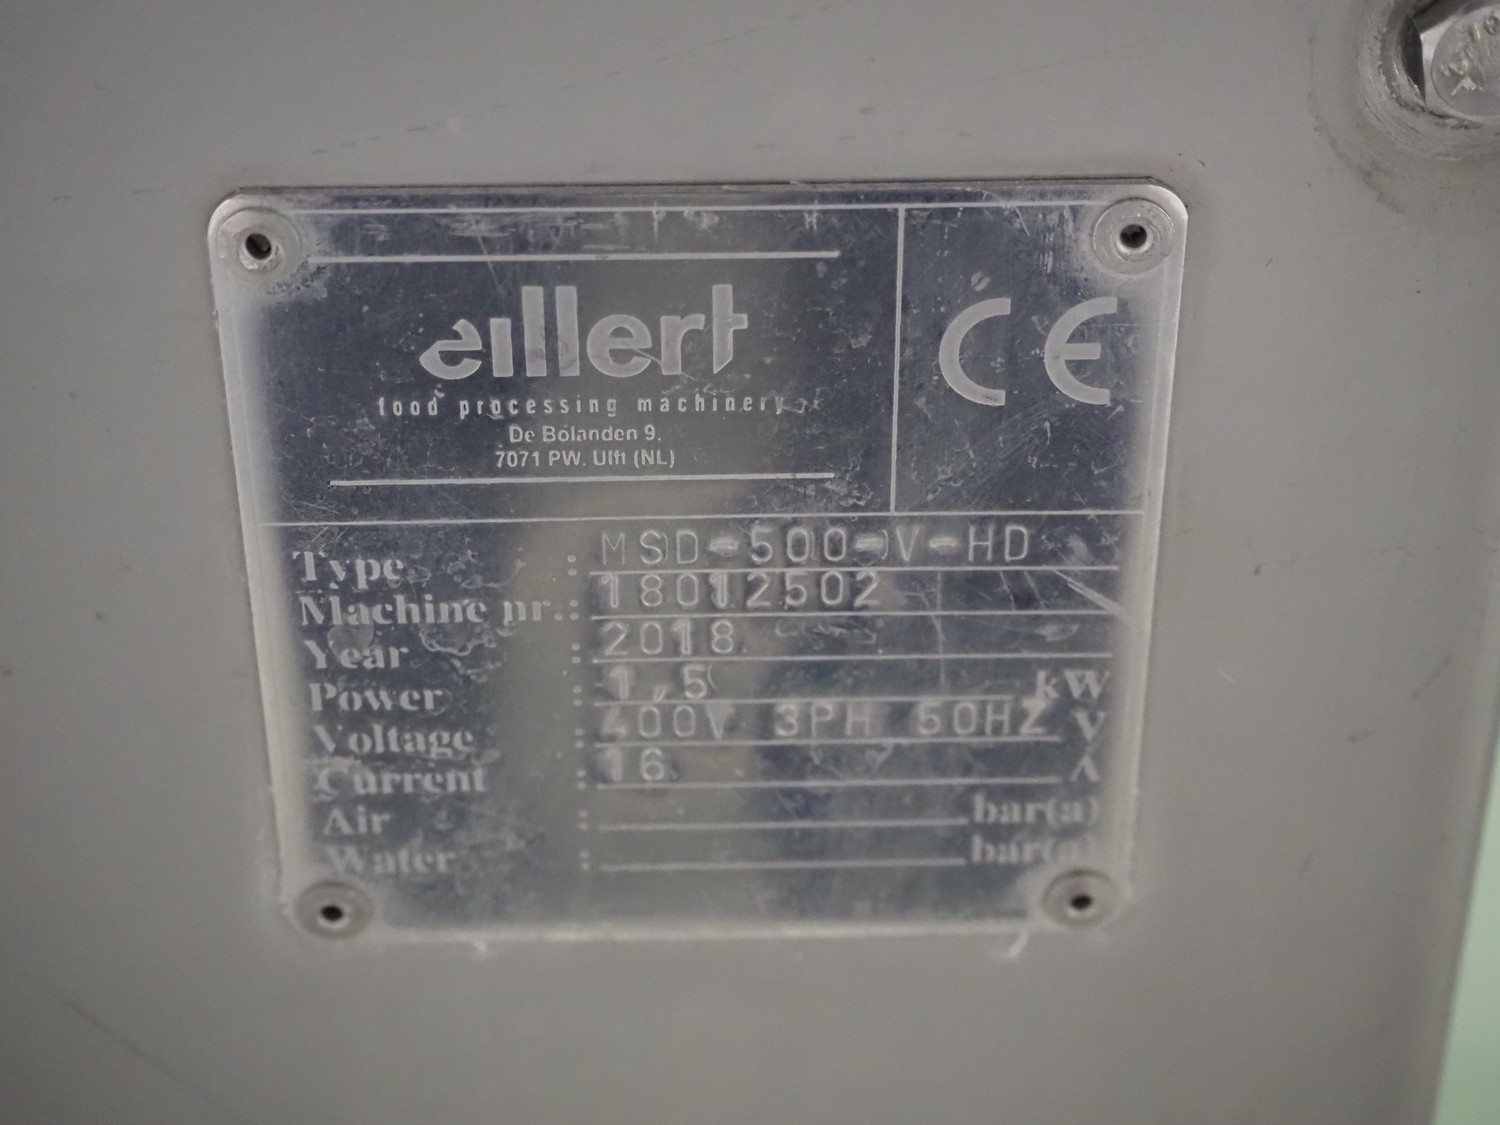 eillert
food processing machinery
De Bolanden 9.
7071 PW. Ulft (NL)
CE
Type : MSD-500-V-HD
Machine nr. : 18012502
Year : 2018
Power : 1,5 kW
Voltage : 400V 3PH 50HZ V
Current : 16 A
Air : bar(a)
Water : bar(a)